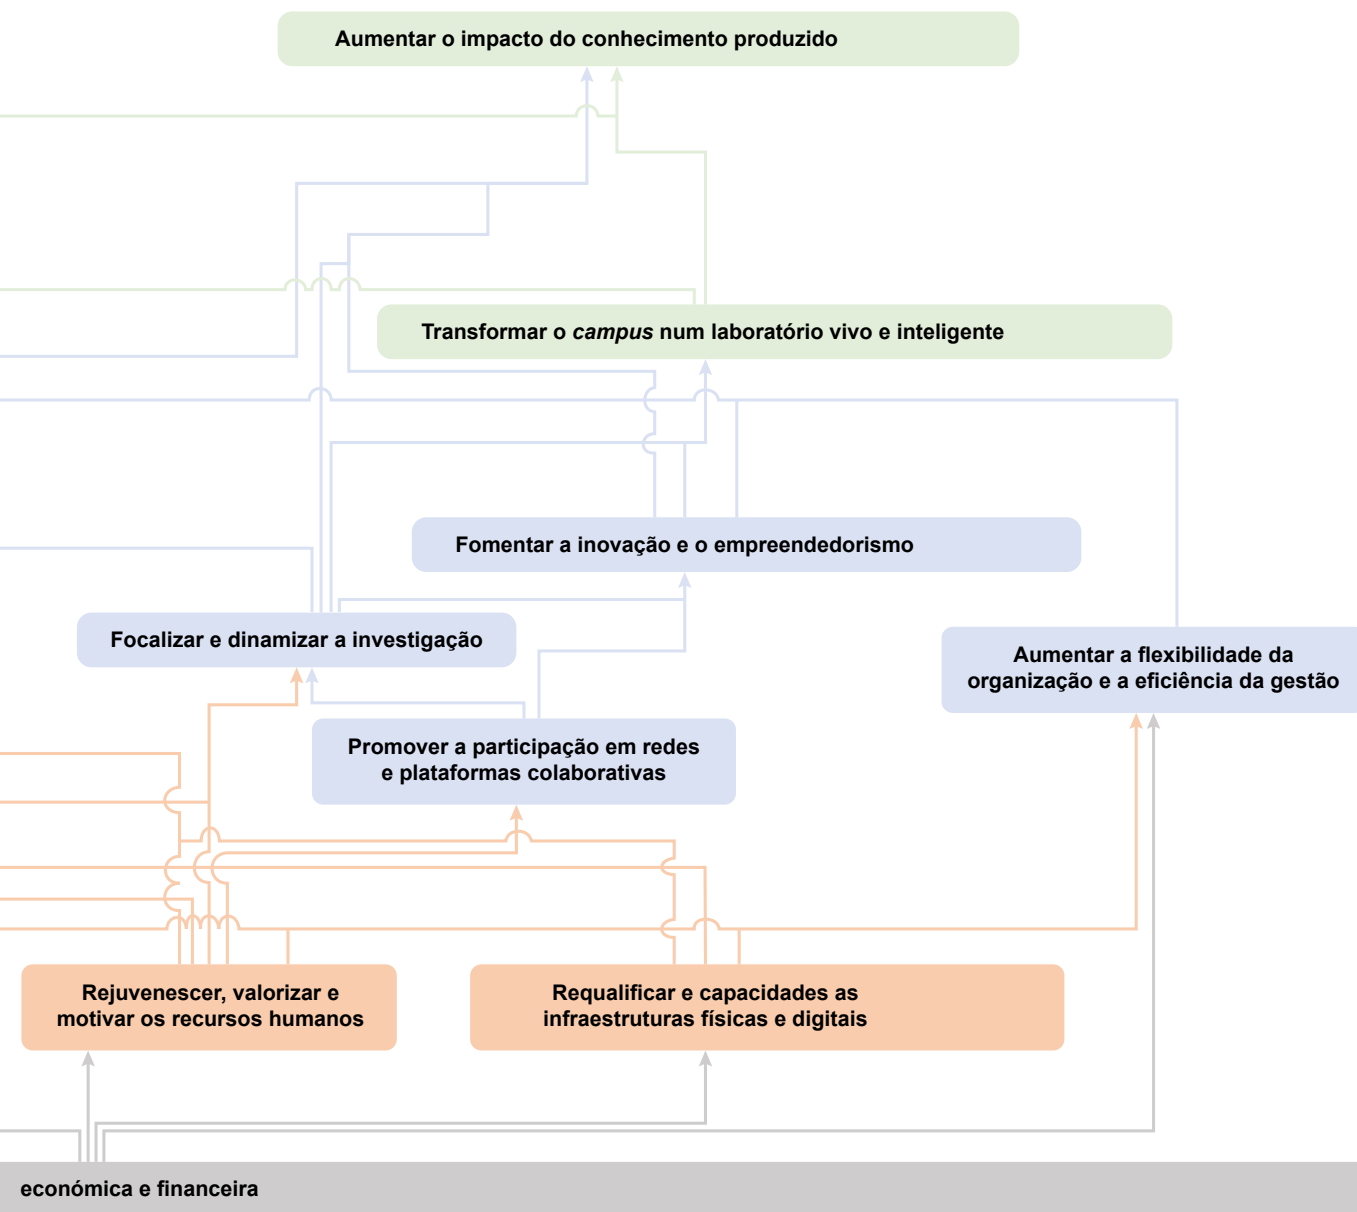 Aumentar o impacto do conhecimento produzido
Transformar o campus num laboratório vivo e inteligente
Fomentar a inovação e o empreendedorismo
Focalizar e dinamizar a investigação
Aumentar a flexibilidade da
organização e a eficiência da gestão
Promover a participação em redes
e plataformas colaborativas
Rejuvenescer, valorizar e
motivar os recursos humanos
Requalificar e capacidades as
infraestruturas físicas e digitais
económica e financeira